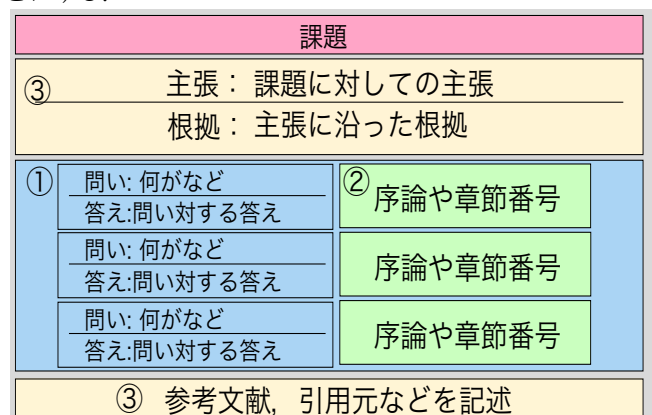 課題
③ 主張： 課題に対しての主張
根拠： 主張に沿った根拠
① 問い: 何がなど
答え:問い対する答え
② 序論や章節番号
問い: 何がなど
答え:問い対する答え
序論や章節番号
問い: 何がなど
答え:問い対する答え
序論や章節番号
③ 参考文献, 引用元などを記述